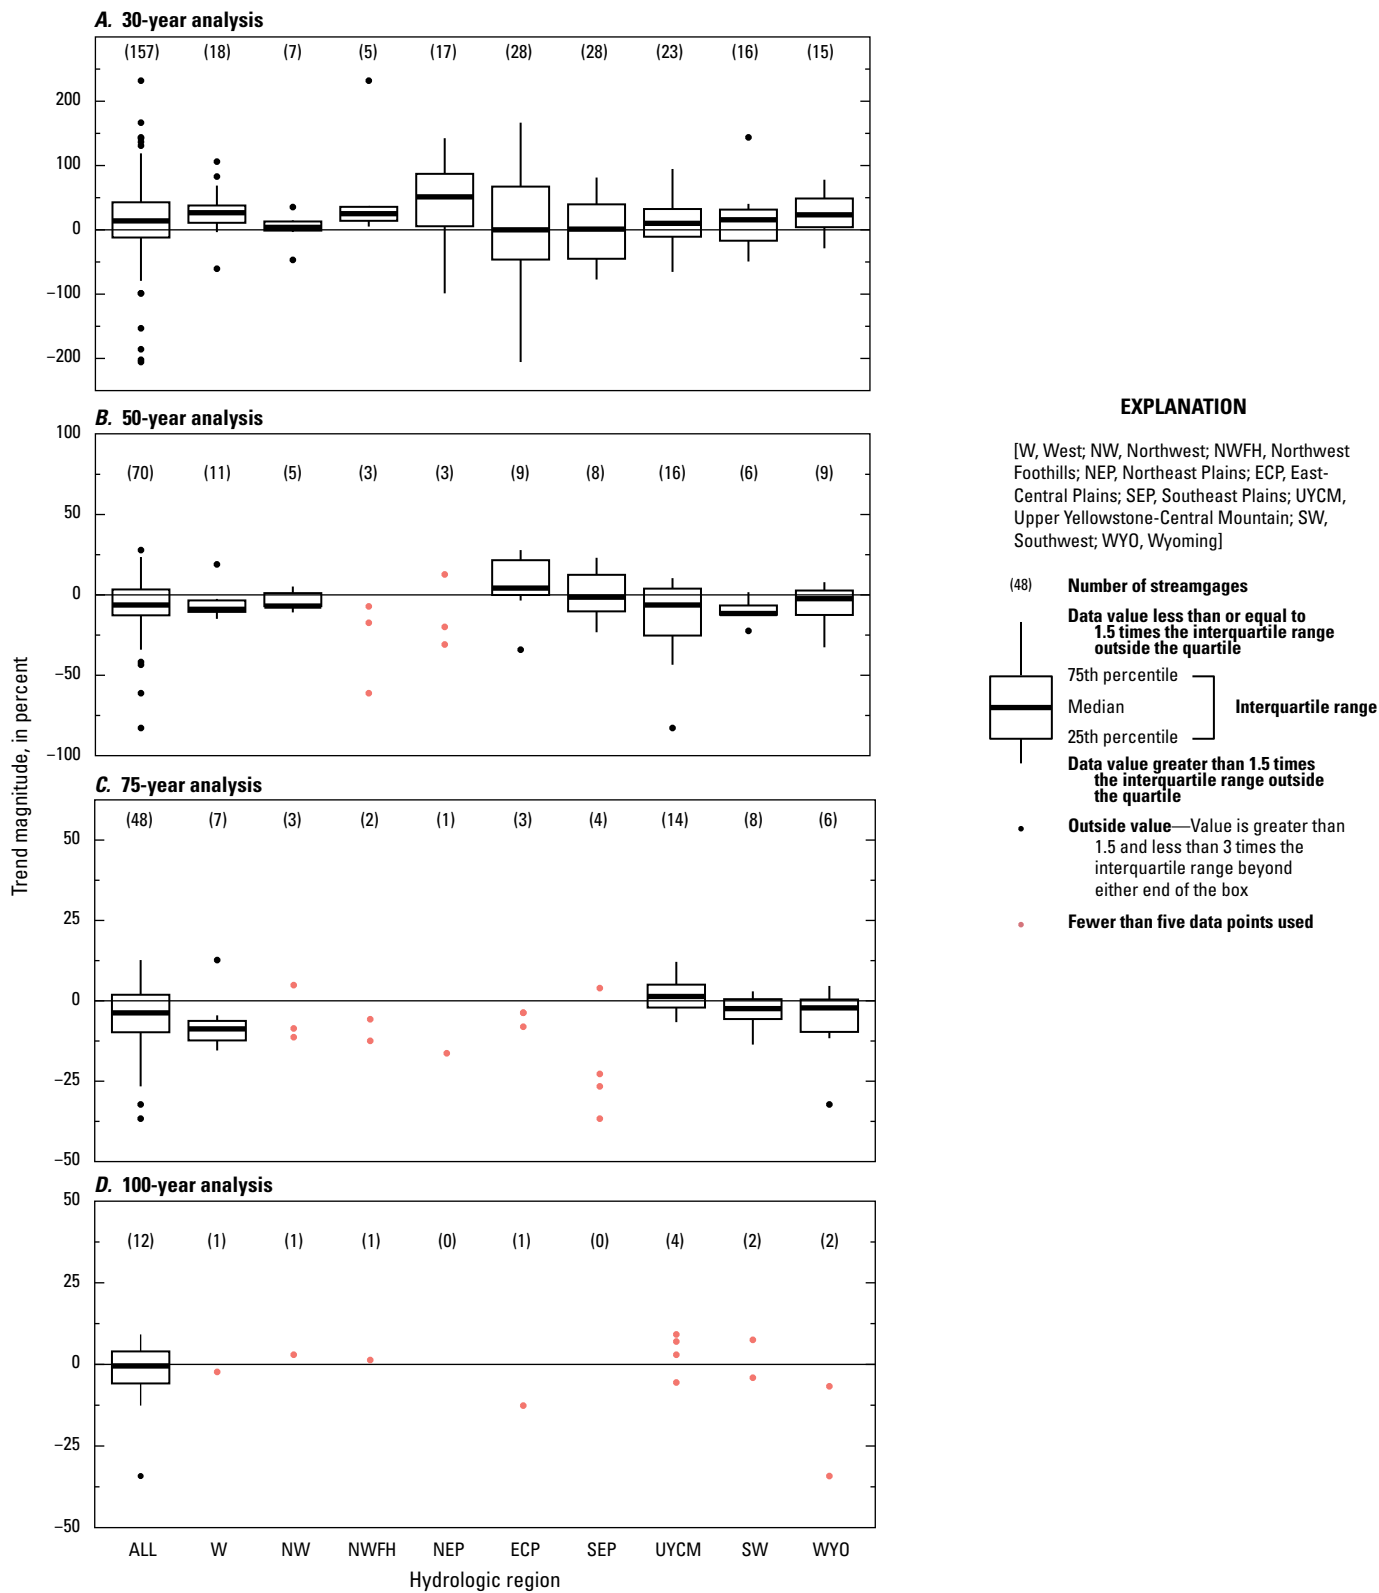 A. 30-year analysis
(157) (18) (7) (5) (17) (28) (28) (23) (16) (15)
200
100
0
–100
–200
B. 50-year analysis
100
(70) (11) (5) (3) (3) (9) (8) (16) (6) (9)
50
0
–50
–100
C. 75-year analysis
(48) (7) (3) (2) (1) (3) (4) (14) (8) (6)
50
25
0
–25
–50
D. 100-year analysis
50
(12) (1) (1) (1) (0) (1) (0) (4) (2) (2)
25
0
–25
–50
ALL W NW NWFH NEP ECP SEP UYCM SW WYO
Hydrologic region
Trend magnitude, in percent
EXPLANATION
[W, West; NW, Northwest; NWFH, Northwest
Foothills; NEP, Northeast Plains; ECP, East-
Central Plains; SEP, Southeast Plains; UYCM,
Upper Yellowstone-Central Mountain; SW,
Southwest; WYO, Wyoming]
(48) Number of streamgages
Data value less than or equal to
1.5 times the interquartile range
outside the quartile
75th percentile
Median Interquartile range
25th percentile
Data value greater than 1.5 times
the interquartile range outside
the quartile
Outside value—Value is greater than
1.5 and less than 3 times the
interquartile range beyond
either end of the box
Fewer than five data points used